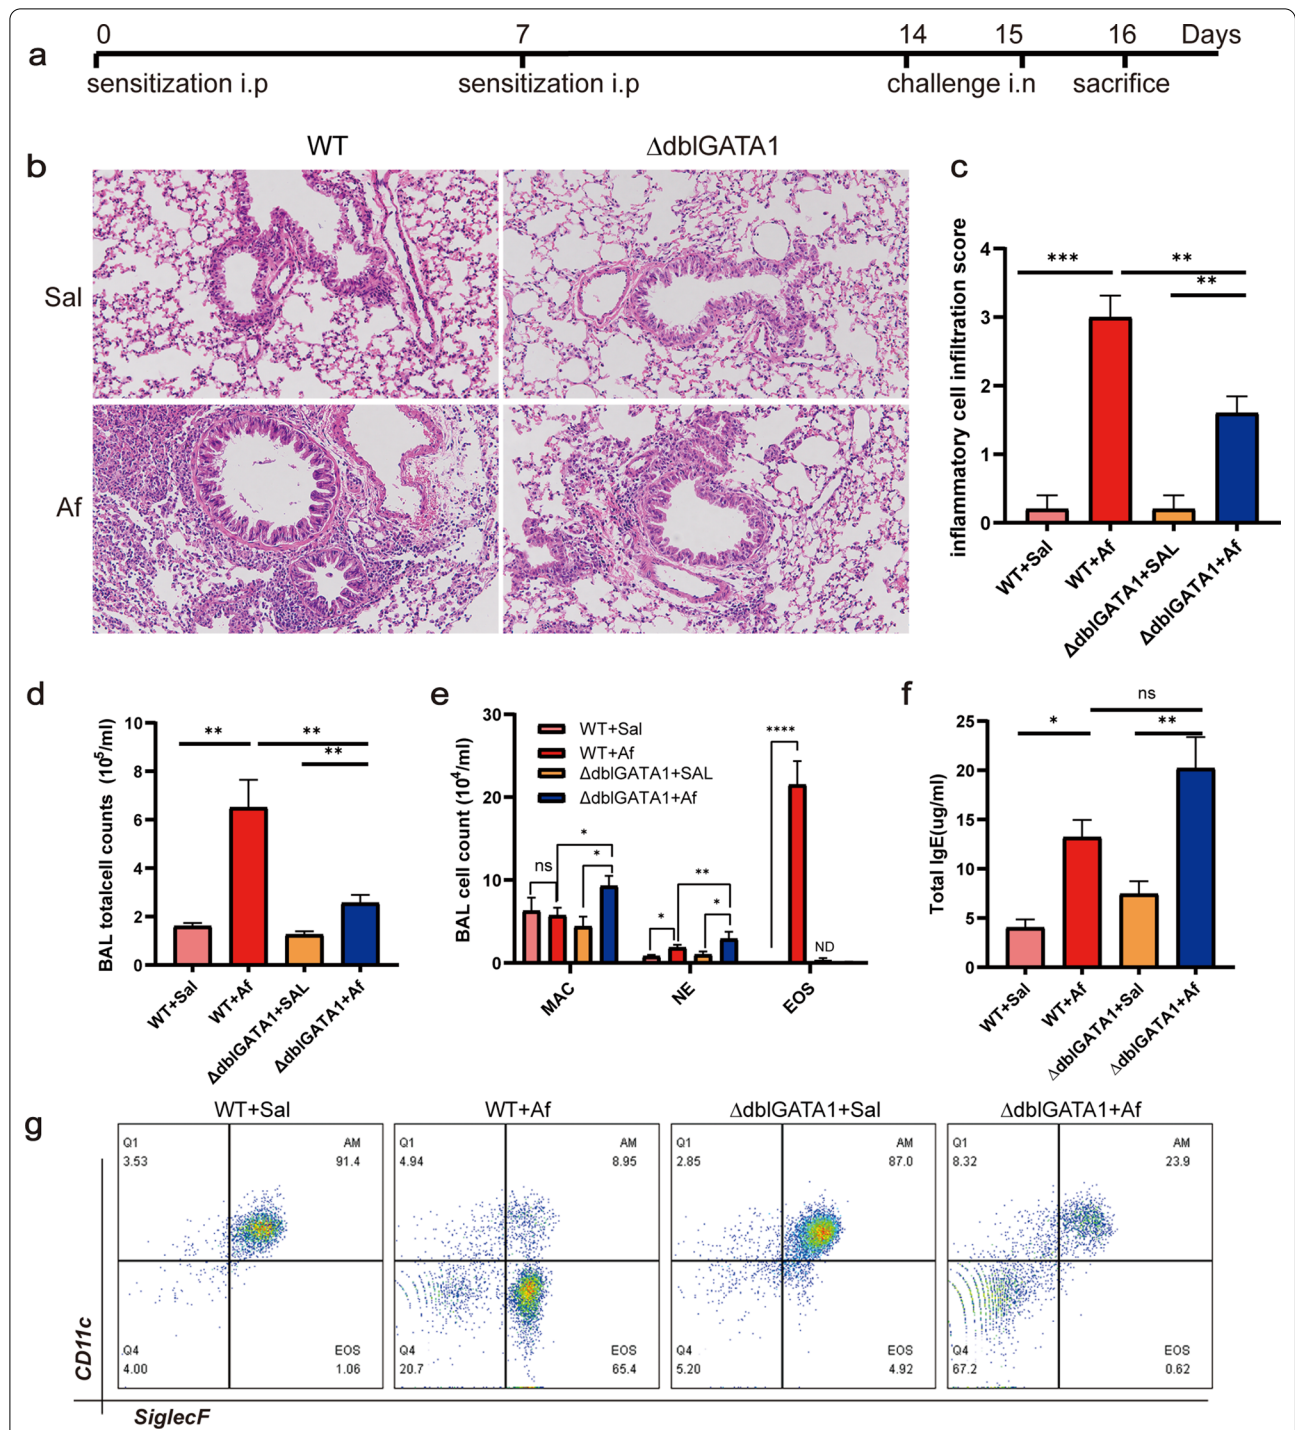 a
0 7 14 15 16 Days
sensitization i.p sensitization i.p challenge i.n sacrifice
b
WT ΔdblGATA1
Sal
Af
c
inflammatory cell infiltration score
4
3
2
1
0
*** **
**
WT+Sal WT+Af ΔdblGATA1+SAL ΔdblGATA1+Af
d
BAL totalcell counts (10⁵/ml)
10
8
6
4
2
0
** **
**
WT+Sal WT+Af ΔdblGATA1+SAL ΔdblGATA1+Af
e
BAL cell count (10⁴/ml)
30
20
10
0
WT+Sal
WT+Af
ΔdblGATA1+SAL
ΔdblGATA1+Af
ns * *
* ** *
**** ND
MAC NE EOS
f
Total IgE(ug/ml)
25
20
15
10
5
0
ns
* **
WT+Sal WT+Af ΔdblGATA1+Sal ΔdblGATA1+Af
g
WT+Sal WT+Af ΔdblGATA1+Sal ΔdblGATA1+Af
Q1 AM Q1 AM Q1 AM Q1 AM
3.53 91.4 4.94 8.95 2.85 87.0 8.32 23.9
Q4 EOS Q4 EOS Q4 EOS Q4 EOS
4.00 1.06 20.7 65.4 5.20 4.92 67.2 0.62
CD11c
SiglecF